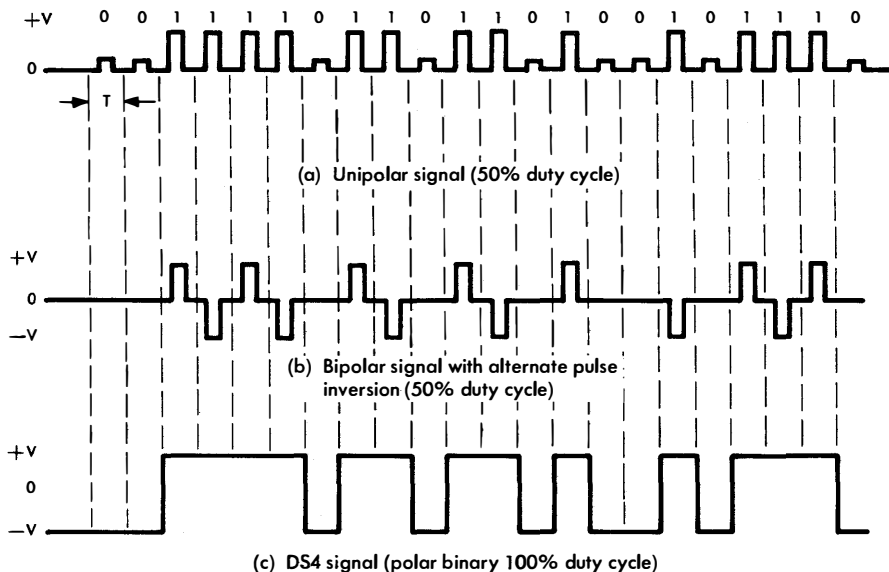 +V 0 0 1 1 1 1 0 1 1 0 1 1 0 1 0 0 1 0 1 1 1 0
0
T
(a) Unipolar signal (50% duty cycle)
+V
0
−V
(b) Bipolar signal with alternate pulse
inversion (50% duty cycle)
+V
0
−V
(c) DS4 signal (polar binary 100% duty cycle)